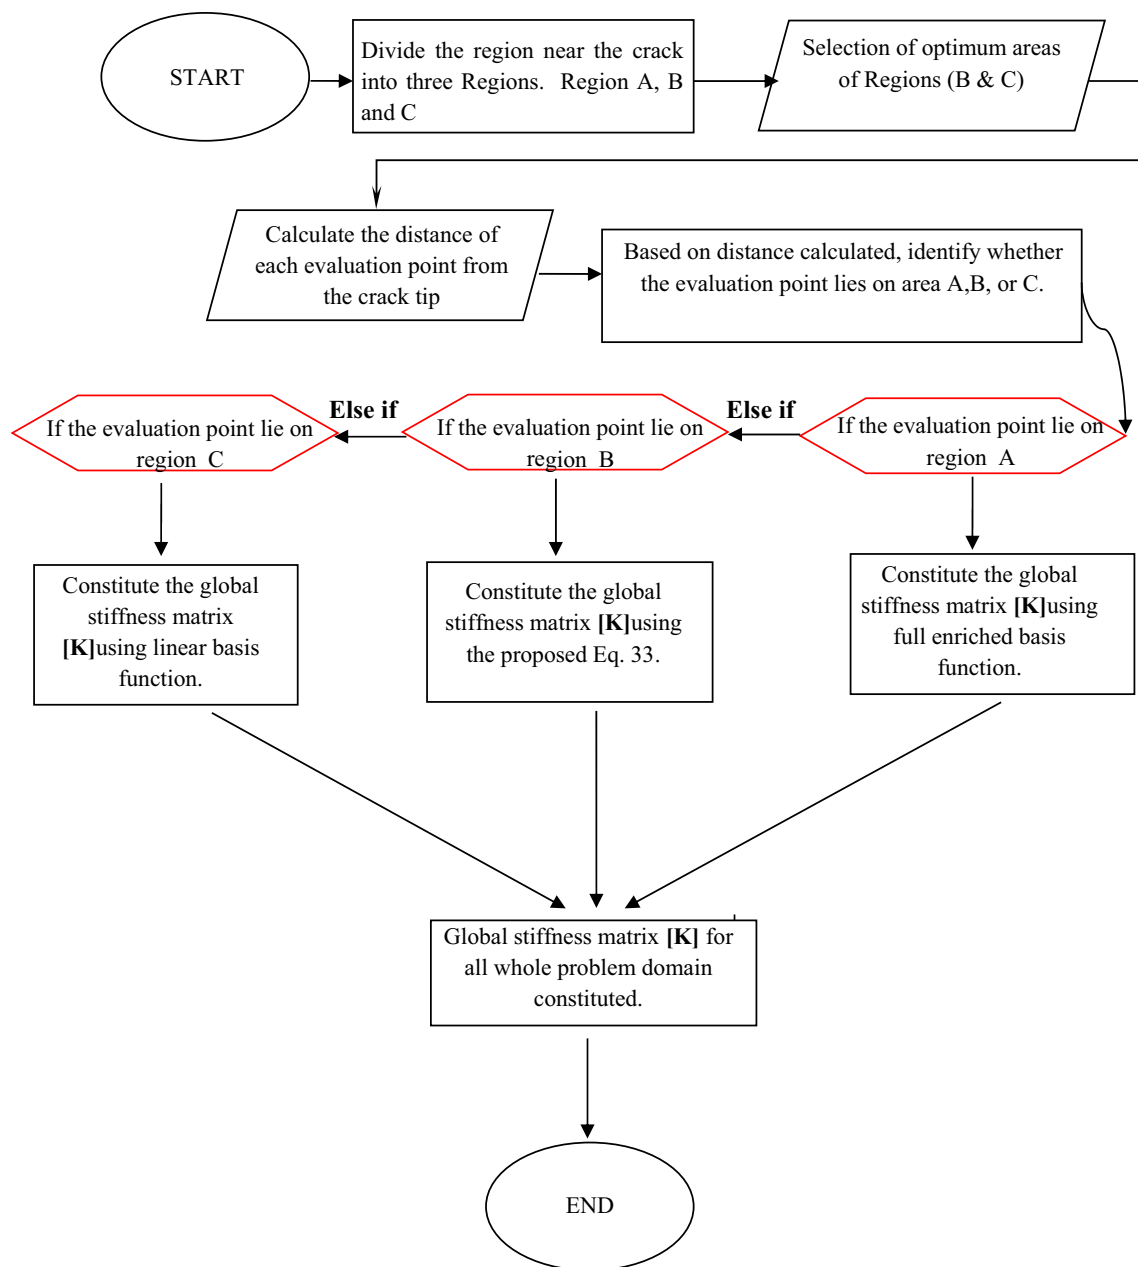 START
Divide the region near the crack
into three Regions. Region A, B
and C
Selection of optimum areas
of Regions (B & C)
Calculate the distance of
each evaluation point from
the crack tip
Based on distance calculated, identify whether
the evaluation point lies on area A,B, or C.
If the evaluation point lie on
region A
Else if
If the evaluation point lie on
region B
Else if
If the evaluation point lie on
region C
Constitute the global
stiffness matrix
[K]using linear basis
function.
Constitute the global
stiffness matrix [K]using
the proposed Eq. 33.
Constitute the global
stiffness matrix [K]using
full enriched basis
function.
Global stiffness matrix [K] for
all whole problem domain
constituted.
END